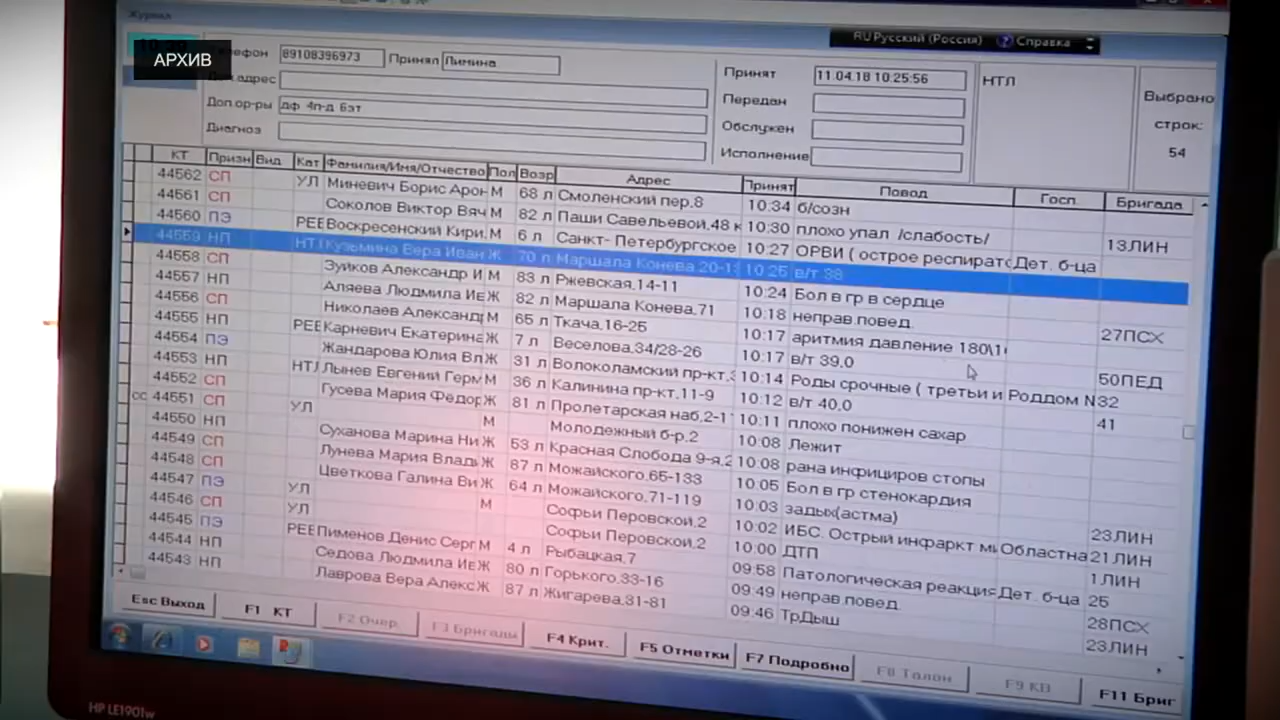 Журнал
АРХИВ
RU Русский (Россия) Справка
89108396973 Принял Лимина
Принят 11.04.18 10:25:56 НТЛ
Доп.адрес
Передан
Выбрано
Доп.ор-ры дф 4п-д 6эт
Обслужен
строк:
Диагноз
Исполнение
54
КТ Призн Вид Кат Фамилия/Имя/Отчество Пол Возр Адрес Принят Повод Госп. Бригада
44562 СП УЛ
44561 СП Миневич Борис Арон М 68 л Смоленский пер.8 10:34 б/созн
44560 ПЭ Соколов Виктор Вяч М 82 л Паши Савельевой.48 к 10:30 плохо упал /слабость/ 13ЛИН
44559 НП РЕБ Воскресенский Кири. М 6 л Санкт- Петербургское 10:27 ОРВИ ( острое респират Дет. б-ца
44558 СП НТЛ Кузьмина Вера Иван Ж 70 л Маршала Конева 20-1 10:25 в/т 38
44557 НП Зуйков Александр И М 83 л Ржевская.14-11 10:24 Бол в гр в сердце
44556 СП Аляева Людмила Ив Ж 82 л Маршала Конева.71 10:18 неправ.повед. 27ПСХ
44555 НП Николаев Александр М 65 л Ткача.16-25 10:17 аритмия давление 180\1
44554 ПЭ РЕБ Карневич Екатерина Ж 7 л Веселова.34/28-26 10:17 в/т 39,0 50ПЕД
44553 НП Жандарова Юлия Вл Ж 31 л Волоколамский пр-кт. 10:14 Роды срочные ( третьи и Роддом N 32
44552 СП НТЛ Лынев Евгений Герм М 36 л Калинина пр-кт.11-9 10:12 в/т 40,0 41
СС 44551 СП Гусева Мария Федор Ж 81 л Пролетарская наб,2-1 10:11 плохо понижен сахар
44550 НП УЛ М Молодежный б-р.2 10:08 Лежит
44549 СП Суханова Марина Ни Ж 53 л Красная Слобода 9-я.2 10:08 рана инфициров стопы
44548 СП Лунева Мария Влад Ж 87 л Можайского.65-133 10:05 Бол в гр стенокардия
44547 ПЭ Цветкова Галина Ви Ж 64 л Можайского.71-119 10:03 задых(астма) 23ЛИН
44546 СП УЛ М Софьи Перовской.2 10:02 ИБС. Острый инфаркт ми Областна 21ЛИН
44545 ПЭ УЛ Софьи Перовской.2 10:00 ДТП 1ЛИН
44544 НП РЕБ Пименов Денис Серг М 4 л Рыбацкая.7 09:58 Патологическая реакция Дет. б-ца 25
44543 НП Седова Людмила Ив Ж 80 л Горького.33-16 09:49 неправ.повед. 28ПСХ
Лаврова Вера Алекс Ж 87 л Жигарева.31-81 09:46 ТрДыш 23ЛИН
Esc Выход F1 КТ F2 Очер. F3 Бригады F4 Крит. F5 Отметки F7 Подробно F8 Талон F9 КВ F11 Бриг
HP LE1901w